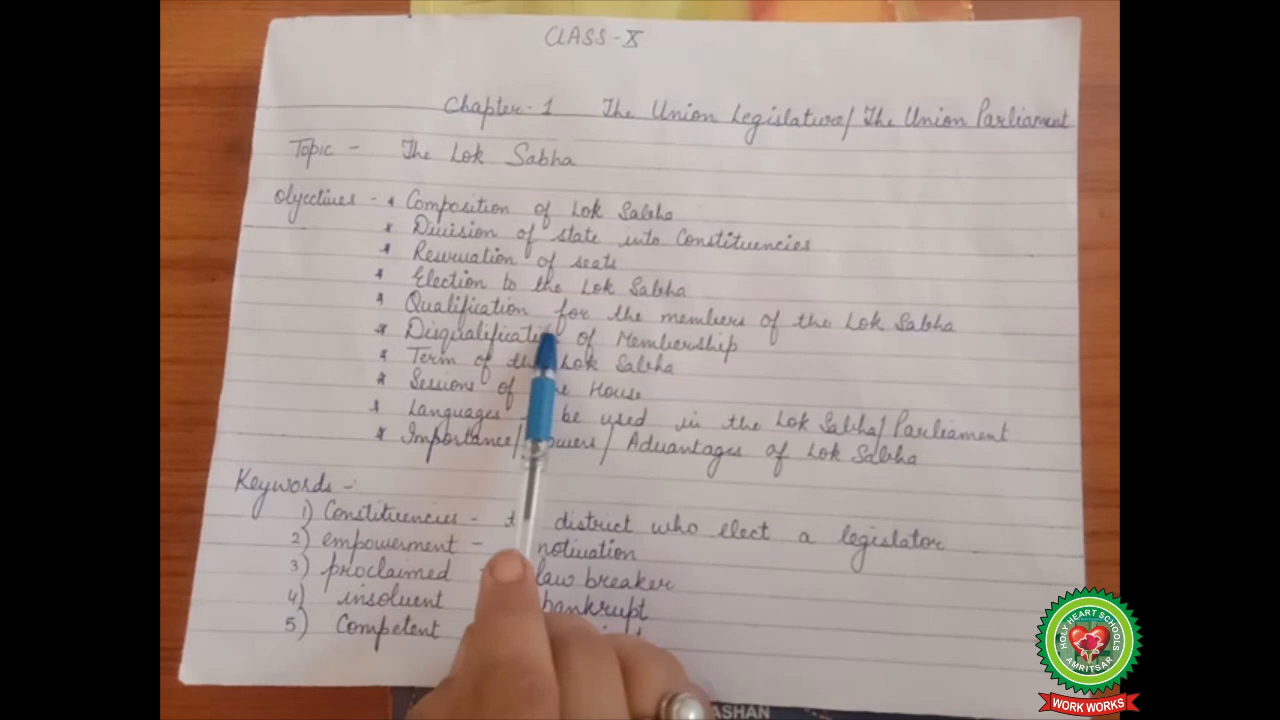 CLASS - X
Chapter - 1 The Union Legislature/ The Union Parliament
Topic - The Lok Sabha
Objectives - * Composition of Lok Sabha
* Division of state into Constituencies
* Reservation of seats
* Election to the Lok Sabha
* Qualification for the members of the Lok Sabha
* Disqualification of Membership
* Term of the Lok Sabha
* Sessions of the House
* Languages be used in the Lok Sabha/ Parliament
* Importance/ Powers/ Advantages of Lok Sabha
Keywords :-
1) Constituencies - district who elect a legislator
2) empowerment - motivation
3) proclaimed law breaker
4) insolvent bankrupt
5) Competent
HOLY HEART SCHOOLS
AMRITSAR
WORK WORKS